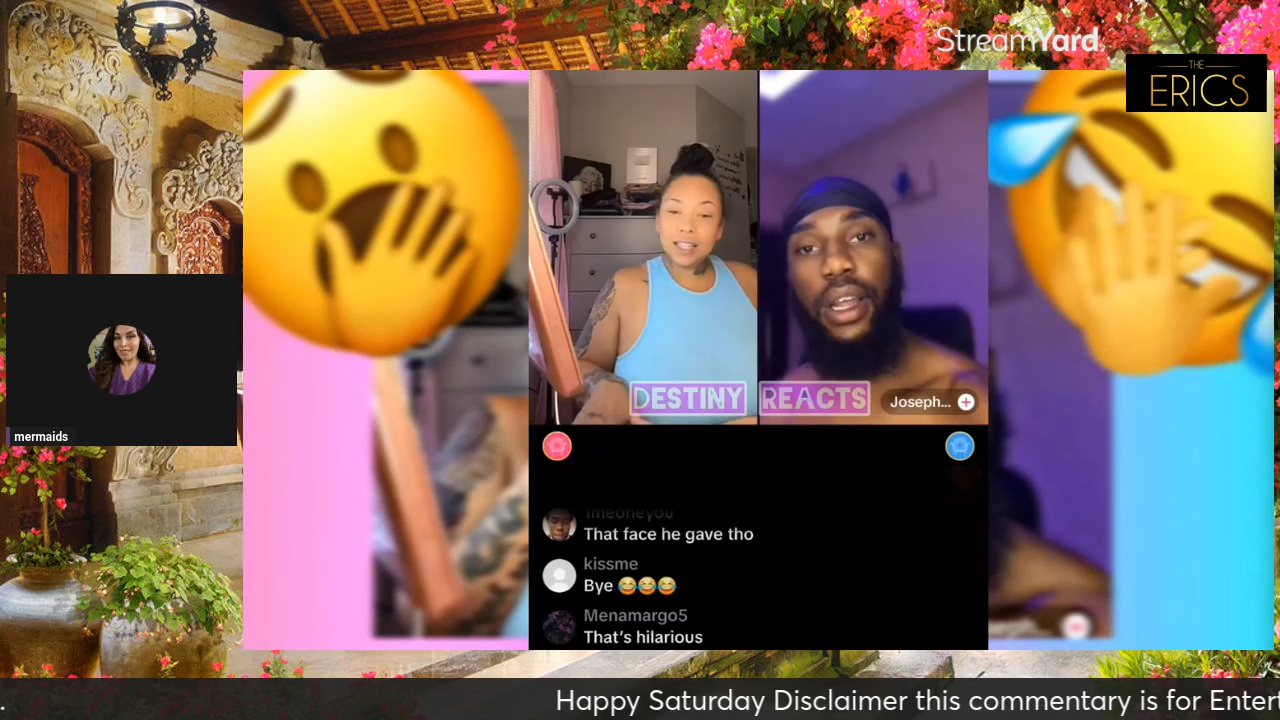 StreamYard
THE
ERICS
DESTINY REACTS
Joseph...
imeoneyou
That face he gave tho
kissme
Bye 😂😂😂
Menamargo5
That's hilarious
mermaids
. Happy Saturday Disclaimer this commentary is for Entert